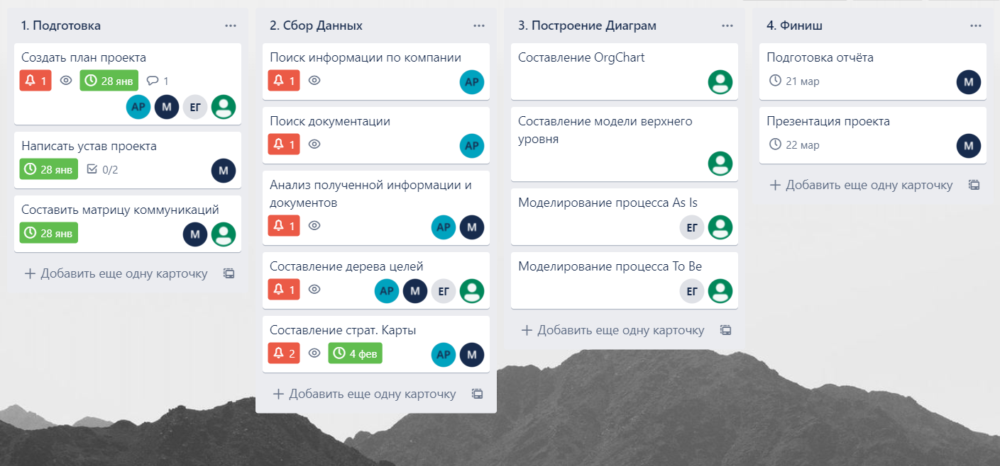 1. Подготовка
Создать план проекта
1 28 янв 1
АР М ЕГ
Написать устав проекта
28 янв 0/2 М
Составить матрицу коммуникаций
28 янв М
Добавить еще одну карточку
2. Сбор Данных
Поиск информации по компании
1 АР
Поиск документации
1 АР
Анализ полученной информации и
документов
1 АР М
Составление дерева целей
1 АР М ЕГ
Составление страт. Карты
2 4 фев АР М
Добавить еще одну карточку
3. Построение Диаграм
Составление OrgChart
Составление модели верхнего
уровня
Моделирование процесса As Is
ЕГ
Моделирование процесса To Be
ЕГ
Добавить еще одну карточку
4. Финиш
Подготовка отчёта
21 мар М
Презентация проекта
22 мар М
Добавить еще одну карточку